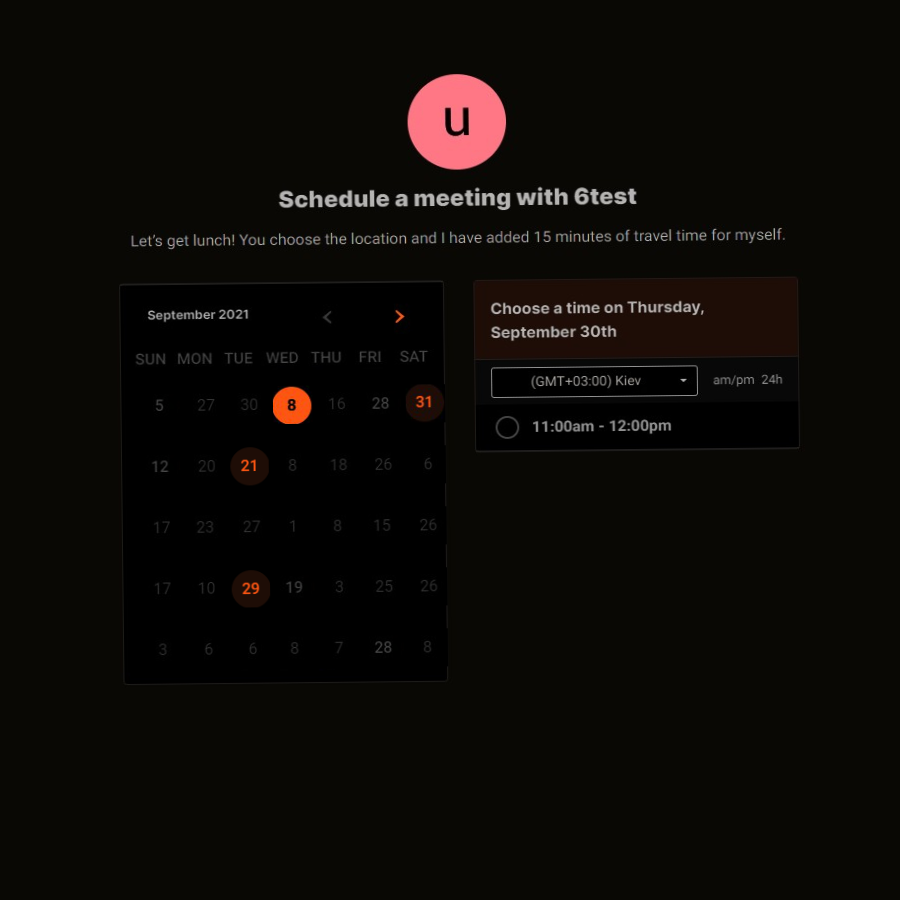 u
Schedule a meeting with 6test
Let's get lunch! You choose the location and I have added 15 minutes of travel time for myself.
September 2021
SUN MON TUE WED THU FRI SAT
5 27 30 8 16 28 31
12 20 21 8 18 26 6
17 23 27 1 8 15 26
17 10 29 19 3 25 26
3 6 6 8 7 28 8
Choose a time on Thursday,
September 30th
(GMT+03:00) Kiev am/pm 24h
11:00am - 12:00pm